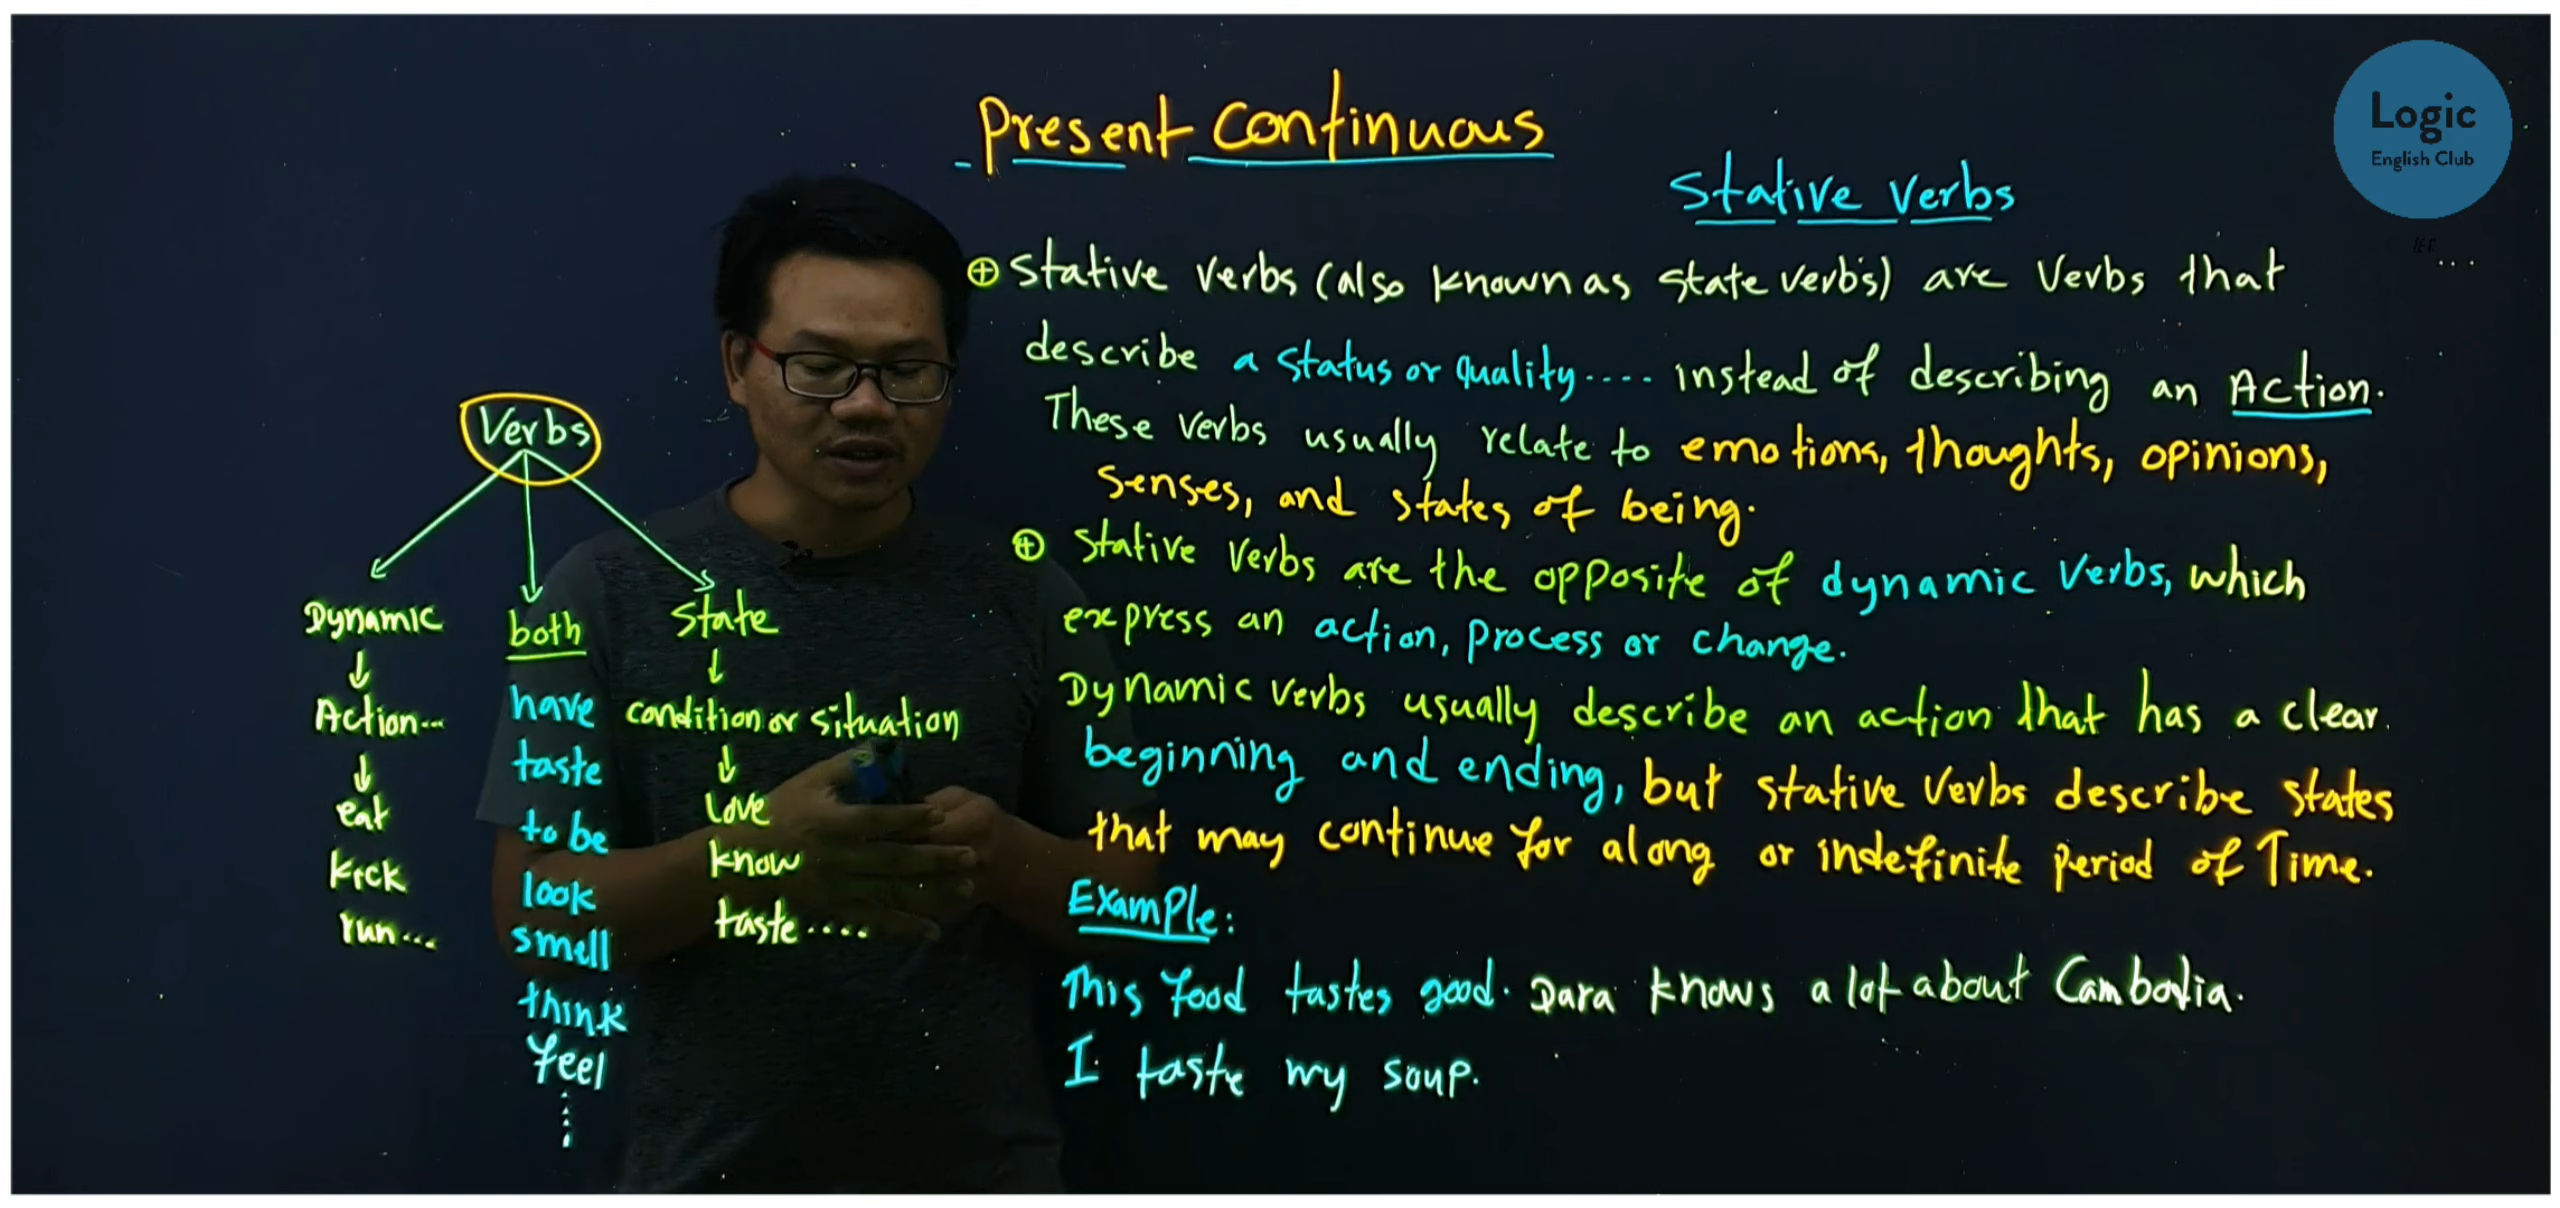 Present Continuous
Logic
English Club
Stative Verbs
⊕ Stative Verbs (also known as state verbs) are Verbs that
describe a status or quality.... instead of describing an Action.
These verbs usually relate to emotions, thoughts, opinions,
senses, and states of being.
⊕ Stative Verbs are the opposite of dynamic Verbs, which
express an action, process or change.
Dynamic verbs usually describe an action that has a clear
beginning and ending, but stative Verbs describe states
that may continue for along or indefinite period of Time.
Example:
This food tastes good. Dara knows a lot about Cambodia.
I taste my soup.
Verbs
Dynamic
Action...
eat
kick
run...
both
have
taste
to be
look
smell
think
feel
State
condition or situation
Love
know
taste....